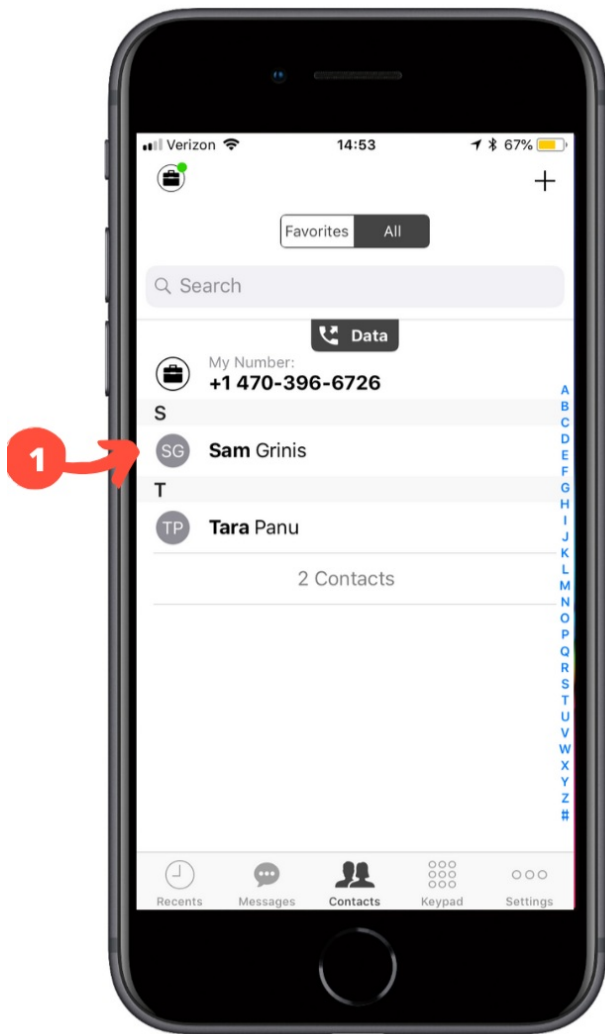 Verizon 14:53 67%
+
Favorites All
Search
Data
My Number:
+1 470-396-6726
S
SG Sam Grinis
1
T
TP Tara Panu
2 Contacts
A
B
C
D
E
F
G
H
I
J
K
L
M
N
O
P
Q
R
S
T
U
V
W
X
Y
Z
#
Recents Messages Contacts Keypad Settings